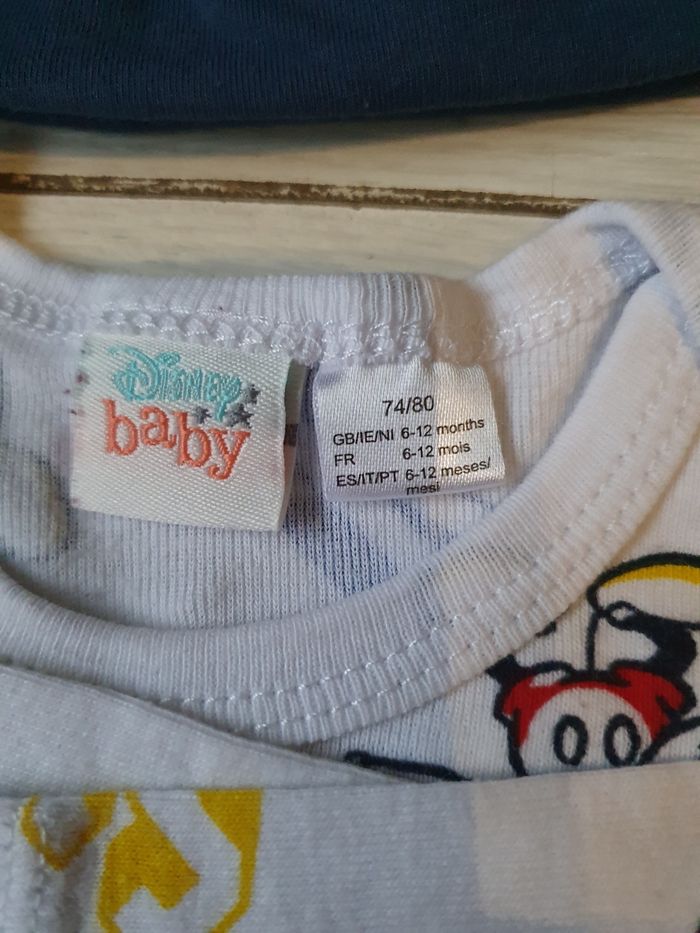 Disney
baby
74/80
GB/IE/NI 6-12 months
FR 6-12 mois
ES/IT/PT 6-12 meses/
mesi